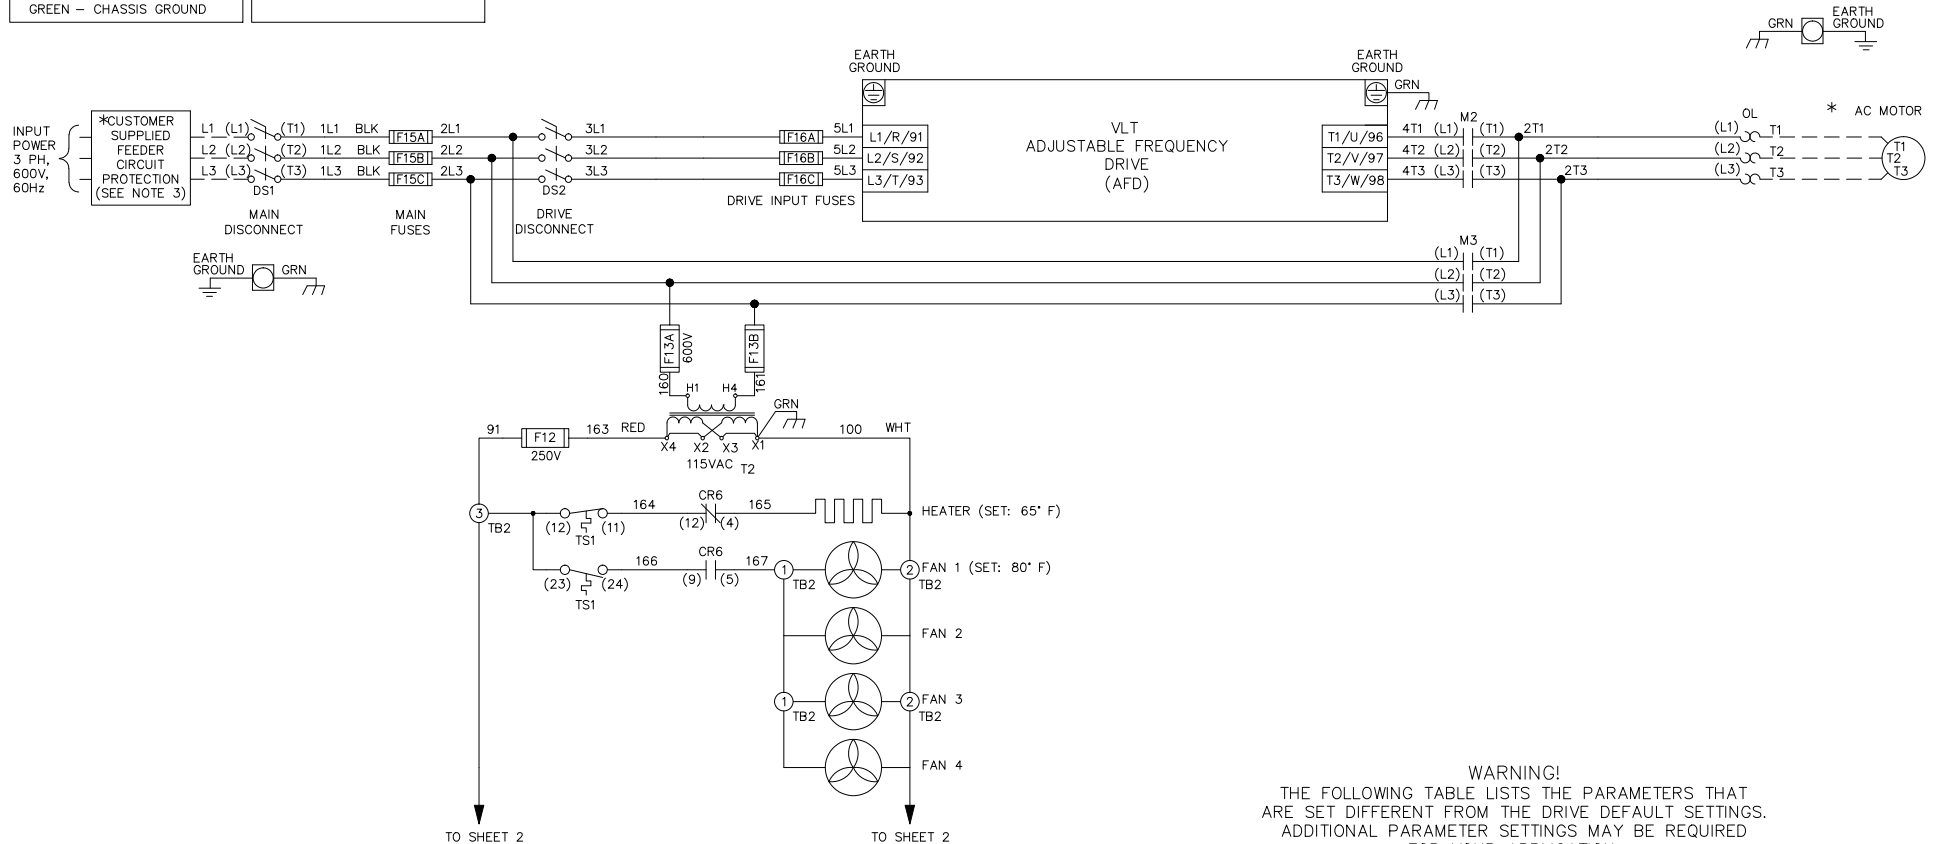 GREEN – CHASSIS GROUND
GRN
EARTH
GROUND
INPUT
POWER
3 PH,
600V,
60Hz
*CUSTOMER
SUPPLIED
FEEDER
CIRCUIT
PROTECTION
(SEE NOTE 3)
L1 (L1) (T1) 1L1 BLK F15A 2L1
L2 (L2) (T2) 1L2 BLK F15B 2L2
L3 (L3) (T3) 1L3 BLK F15C 2L3
DS1
MAIN
DISCONNECT
MAIN
FUSES
3L1
3L2
3L3
DS2
DRIVE
DISCONNECT
F16A 5L1
F16B 5L2
F16C 5L3
DRIVE INPUT FUSES
EARTH
GROUND
L1/R/91
L2/S/92
L3/T/93
VLT
ADJUSTABLE FREQUENCY
DRIVE
(AFD)
EARTH
GROUND
GRN
T1/U/96
T2/V/97
T3/W/98
M2
4T1 (L1) (T1) 2T1
4T2 (L2) (T2) 2T2
4T3 (L3) (T3) 2T3
OL
(L1) T1
(L2) T2
(L3) T3
* AC MOTOR
T1
T2
T3
M3
(L1) (T1)
(L2) (T2)
(L3) (T3)
EARTH
GROUND
GRN
F13A
600V
F13B
160
161
H1 H4
GRN
91 F12 163 RED
250V
X4 X2 X3 X1
115VAC T2
100 WHT
3
TB2
(12) (11)
TS1
164
CR6
(12) (4)
165
HEATER (SET: 65° F)
(23) (24)
TS1
166
CR6
(9) (5)
167
1
TB2
2
TB2
FAN 1 (SET: 80° F)
FAN 2
1
TB2
2
TB2
FAN 3
FAN 4
TO SHEET 2
TO SHEET 2
WARNING!
THE FOLLOWING TABLE LISTS THE PARAMETERS THAT
ARE SET DIFFERENT FROM THE DRIVE DEFAULT SETTINGS.
ADDITIONAL PARAMETER SETTINGS MAY BE REQUIRED